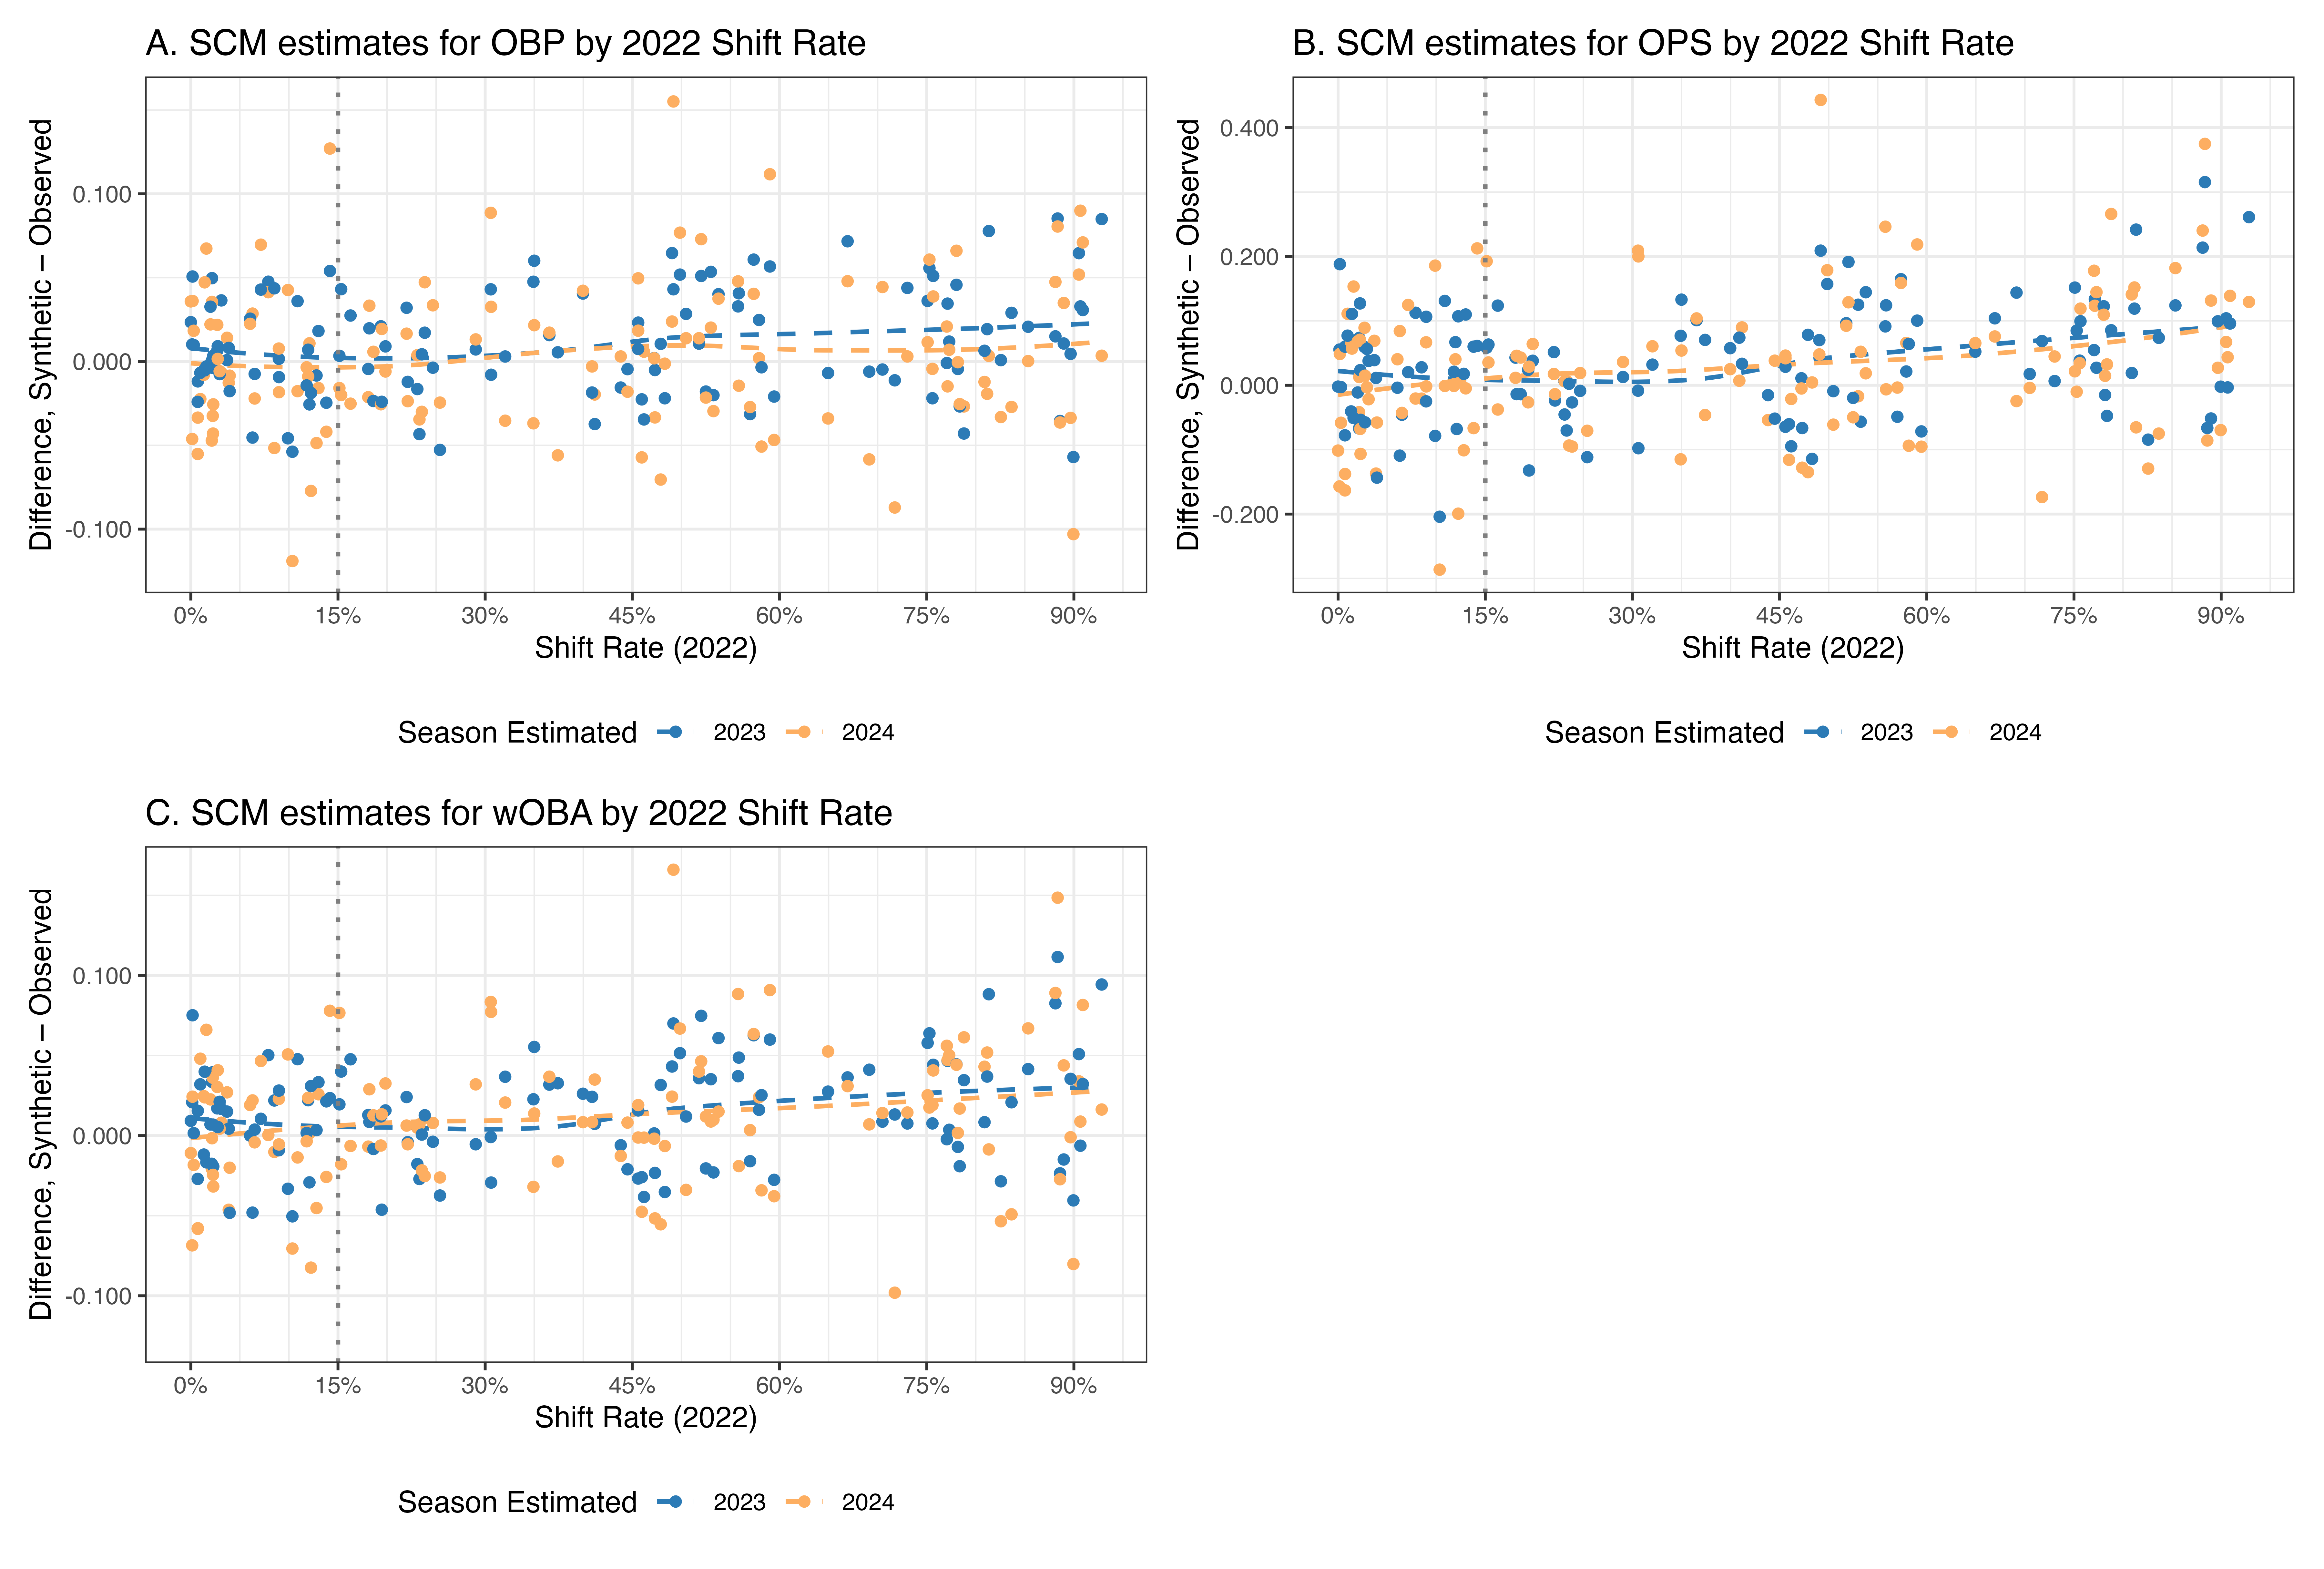 A. SCM estimates for OBP by 2022 Shift Rate
Difference, Synthetic − Observed
0.100
0.000
-0.100
0% 15% 30% 45% 60% 75% 90%
Shift Rate (2022)
Season Estimated 2023 2024
B. SCM estimates for OPS by 2022 Shift Rate
Difference, Synthetic − Observed
0.400
0.200
0.000
-0.200
0% 15% 30% 45% 60% 75% 90%
Shift Rate (2022)
Season Estimated 2023 2024
C. SCM estimates for wOBA by 2022 Shift Rate
Difference, Synthetic − Observed
0.100
0.000
-0.100
0% 15% 30% 45% 60% 75% 90%
Shift Rate (2022)
Season Estimated 2023 2024